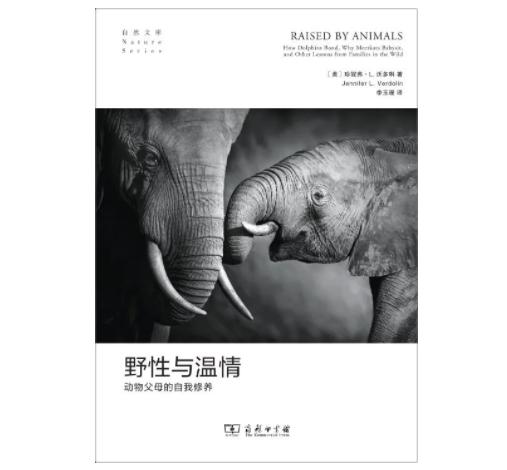 自然文库
Nature
Series
RAISED BY ANIMALS
How Dolphins Bond, Why Meerkats Babysit,
and Other Lessons from Families in the Wild
［美］珍妮弗·L. 沃多琳 著
Jennifer L. Verdolin
李玉珊 译
野性与温情
动物父母的自我修养
商务印书馆
The Commercial Press